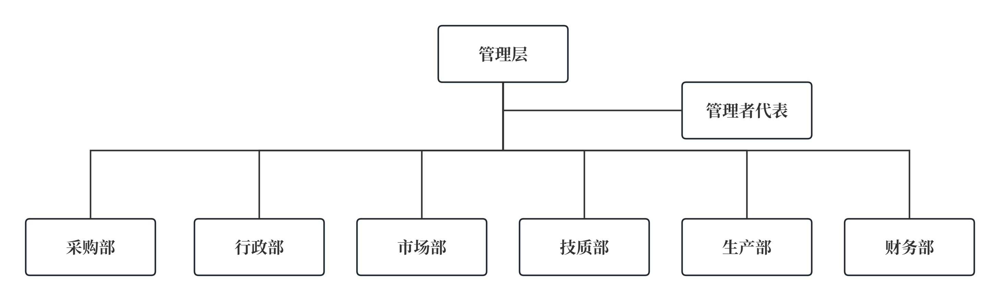 管理层
管理者代表
采购部
行政部
市场部
技质部
生产部
财务部